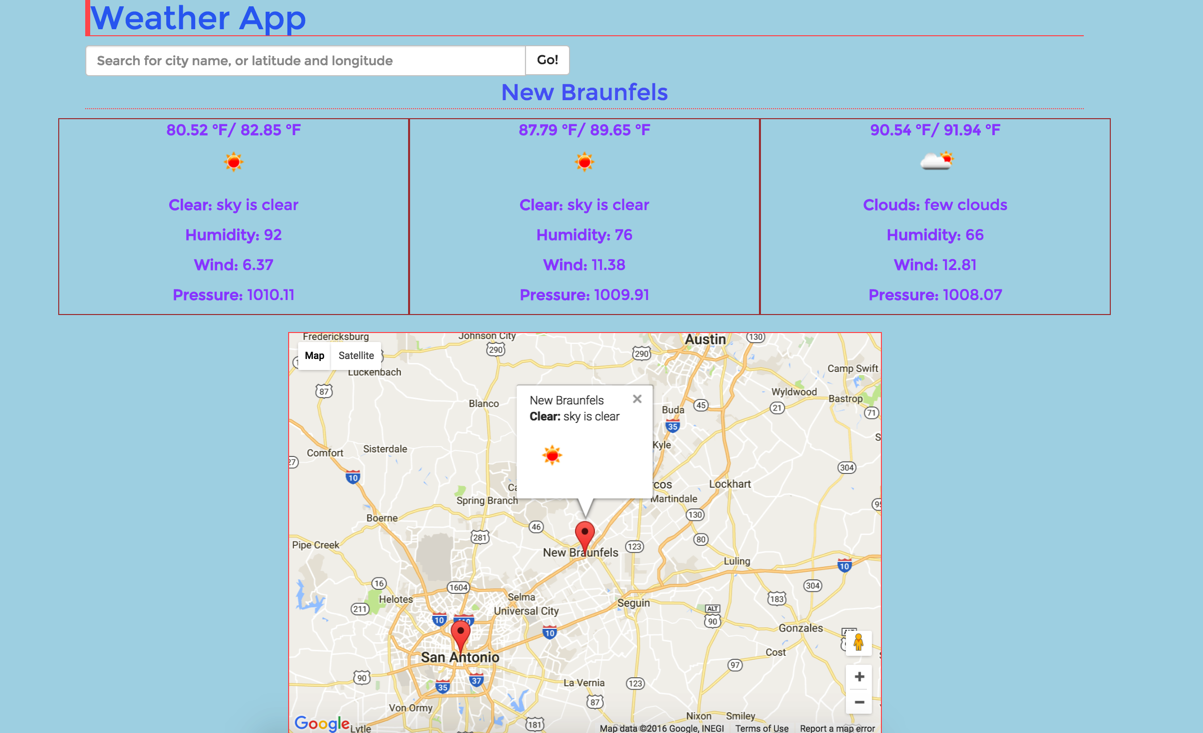 Weather App
Search for city name, or latitude and longitude
Go!
New Braunfels
80.52 °F/ 82.85 °F
Clear: sky is clear
Humidity: 92
Wind: 6.37
Pressure: 1010.11
87.79 °F/ 89.65 °F
Clear: sky is clear
Humidity: 76
Wind: 11.38
Pressure: 1009.91
90.54 °F/ 91.94 °F
Clouds: few clouds
Humidity: 66
Wind: 12.81
Pressure: 1008.07
Fredericksburg
Johnson City
Austin
130
290
290
Map
Satellite
Luckenbach
Camp Swift
87
Wyldwood
Bastrop
Blanco
45
21
71
New Braunfels
Clear: sky is clear
Buda
35
Kyle
Sisterdale
Comfort
27
10
304
cos
Lockhart
Martindale
Spring Branch
Boerne
130
46
281
Pipe Creek
New Braunfels
123
80
Luling
10
16
1604
304
Helotes
Selma
Seguin
183
211
Universal City
ALT
90
10
10
Gonzales
San Antonio
Cost
97
90
35
37
La Vernia
123
87
Von Ormy
Nixon
Smiley
181
Google
Lytle
Map data ©2016 Google, INEGI
Terms of Use
Report a map error